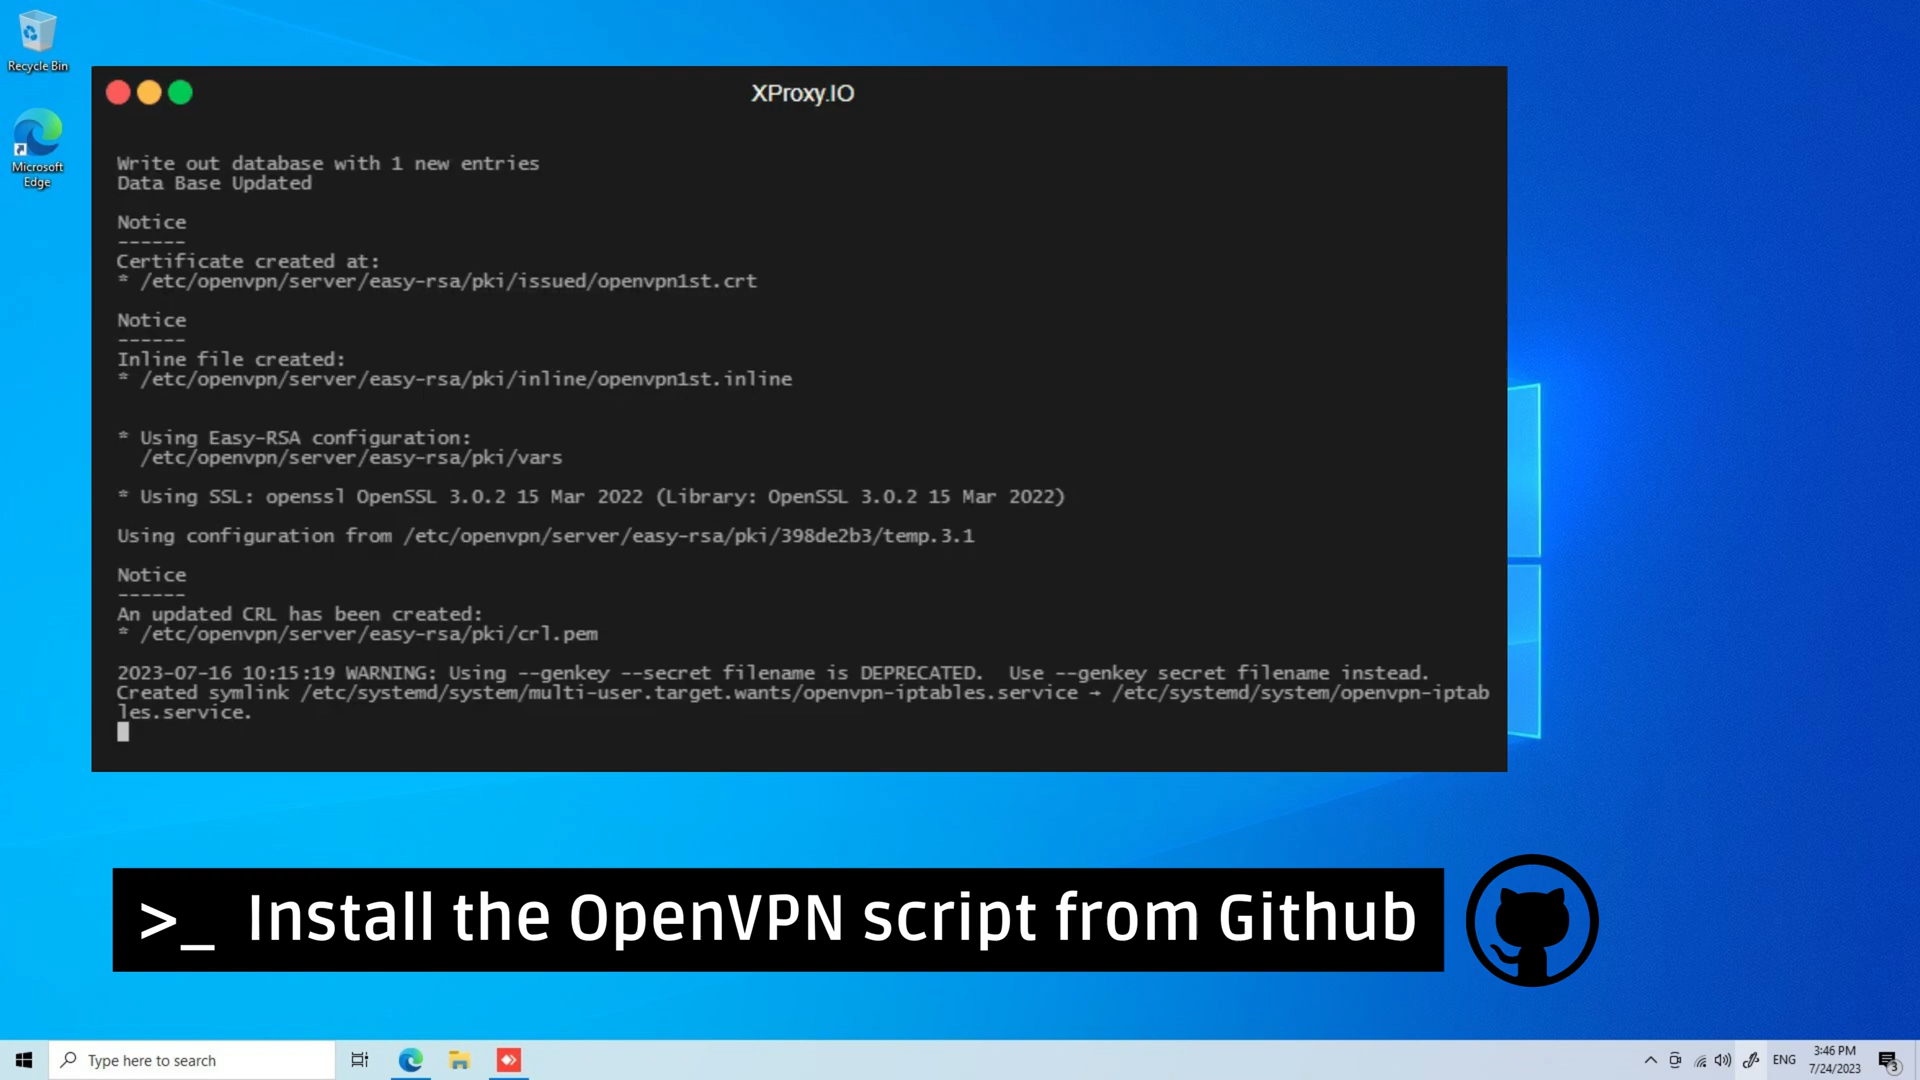 Recycle Bin
Microsoft
Edge
XProxy.IO
Write out database with 1 new entries
Data Base Updated
Notice
------
Certificate created at:
* /etc/openvpn/server/easy-rsa/pki/issued/openvpn1st.crt
Notice
------
Inline file created:
* /etc/openvpn/server/easy-rsa/pki/inline/openvpn1st.inline
* Using Easy-RSA configuration:
/etc/openvpn/server/easy-rsa/pki/vars
* Using SSL: openssl OpenSSL 3.0.2 15 Mar 2022 (Library: OpenSSL 3.0.2 15 Mar 2022)
Using configuration from /etc/openvpn/server/easy-rsa/pki/398de2b3/temp.3.1
Notice
------
An updated CRL has been created:
* /etc/openvpn/server/easy-rsa/pki/crl.pem
2023-07-16 10:15:19 WARNING: Using --genkey --secret filename is DEPRECATED.  Use --genkey secret filename instead.
Created symlink /etc/systemd/system/multi-user.target.wants/openvpn-iptables.service → /etc/systemd/system/openvpn-iptab
les.service.
>_ Install the OpenVPN script from Github
Type here to search
ENG
3:46 PM
7/24/2023
3